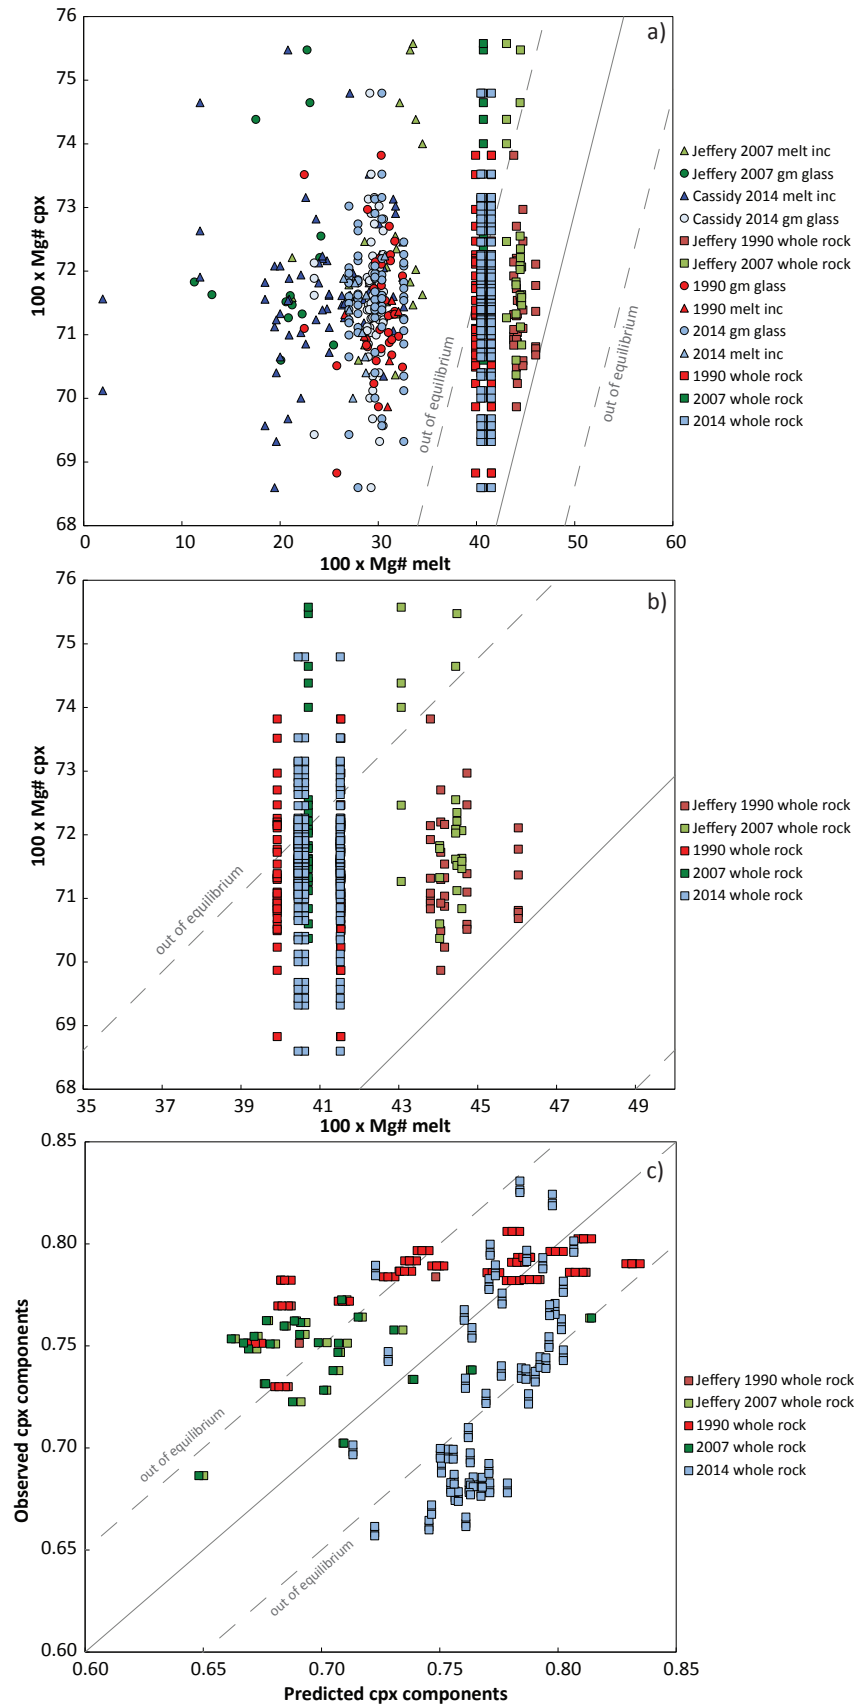 a)
100 x Mg# cpx
76
75
74
73
72
71
70
69
68
0
10
20
30
40
50
60
100 x Mg# melt
out of equilibrium
out of equilibrium
Jeffery 2007 melt inc
Jeffery 2007 gm glass
Cassidy 2014 melt inc
Cassidy 2014 gm glass
Jeffery 1990 whole rock
Jeffery 2007 whole rock
1990 gm glass
1990 melt inc
2014 gm glass
2014 melt inc
1990 whole rock
2007 whole rock
2014 whole rock
b)
100 x Mg# cpx
76
75
74
73
72
71
70
69
68
35
37
39
41
43
45
47
49
100 x Mg# melt
out of equilibrium
Jeffery 1990 whole rock
Jeffery 2007 whole rock
1990 whole rock
2007 whole rock
2014 whole rock
c)
Observed cpx components
0.85
0.80
0.75
0.70
0.65
0.60
0.60
0.65
0.70
0.75
0.80
0.85
Predicted cpx components
out of equilibrium
out of equilibrium
Jeffery 1990 whole rock
Jeffery 2007 whole rock
1990 whole rock
2007 whole rock
2014 whole rock